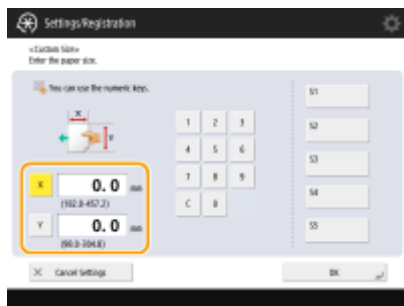 Settings/Registration
<Custom Size>
Enter the paper size.
You can use the numeric keys.
X
Y
1 2 3
4 5 6
7 8 9
C 0
X 0.0 mm
(182.0-457.2)
Y 0.0 mm
(98.0-304.8)
S1
S2
S3
S4
S5
Cancel Settings
OK